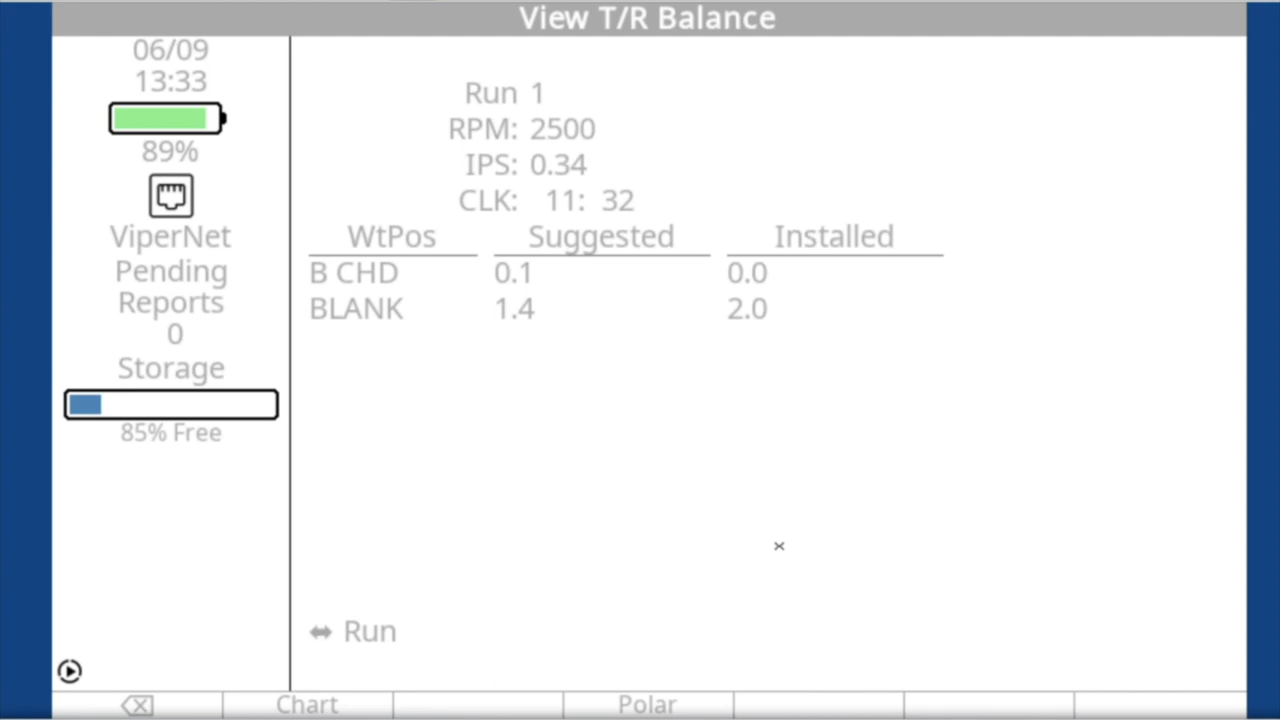 View T/R Balance
06/09
13:33
89%
ViperNet
Pending
Reports
0
Storage
85% Free
Run 1
RPM: 2500
IPS: 0.34
CLK: 11: 32
WtPos Suggested Installed
B CHD 0.1 0.0
BLANK 1.4 2.0
Run
Chart Polar